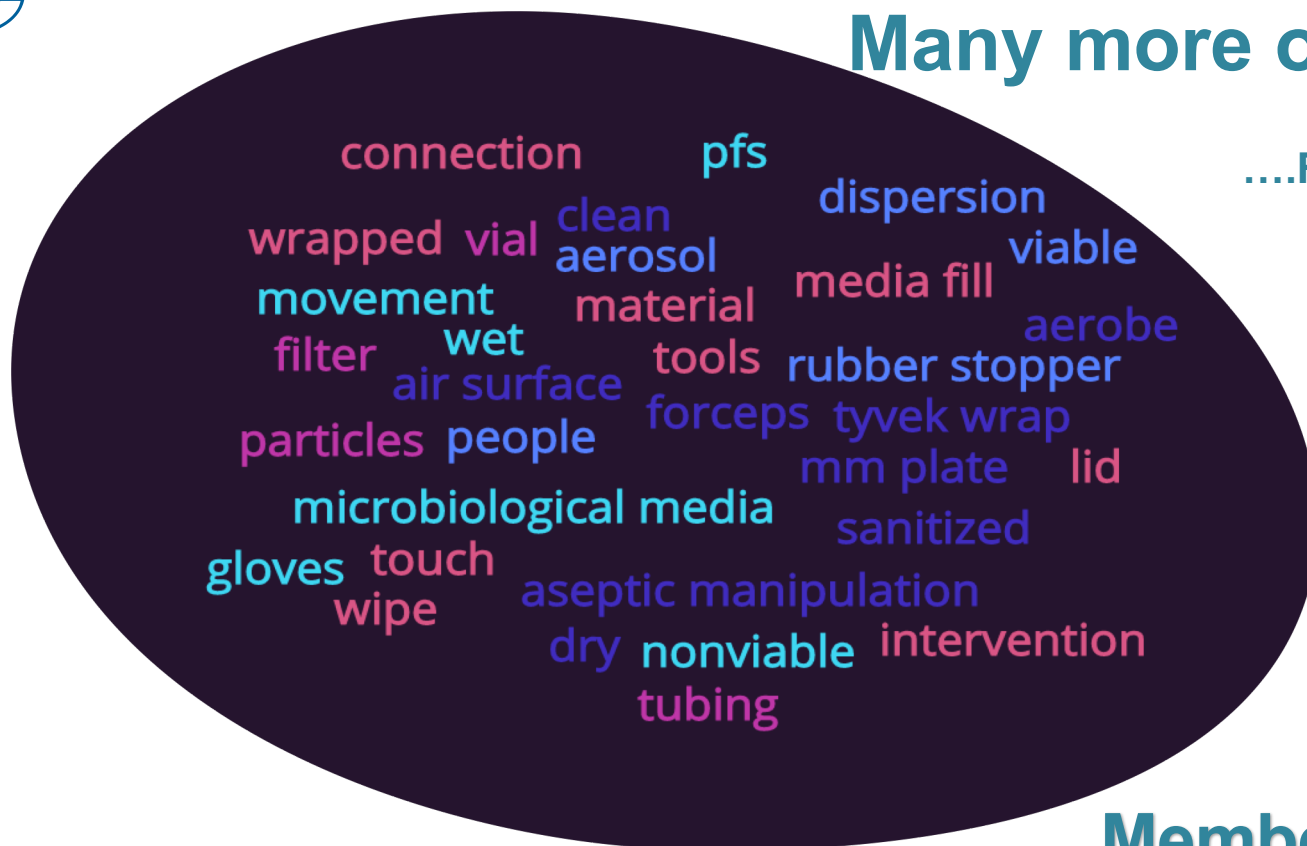 Many more
connection pfs
dispersion
clean
wrapped vial
viable
aerosol
media fill
movement
material
aerobe
wet
filter
tools
rubber stopper
air surface
forceps tyvek wrap
particles people
mm plate lid
microbiological media
sanitized
touch
gloves
aseptic manipulation
wipe
intervention
dry nonviable
tubing